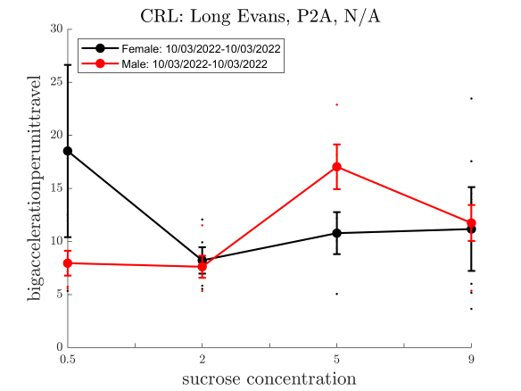 CRL: Long Evans, P2A, N/A
30
Female: 10/03/2022-10/03/2022
Male: 10/03/2022-10/03/2022
25
20
15
10
5
0
bigaccelerationperunittravel
0.5
2
5
9
sucrose concentration